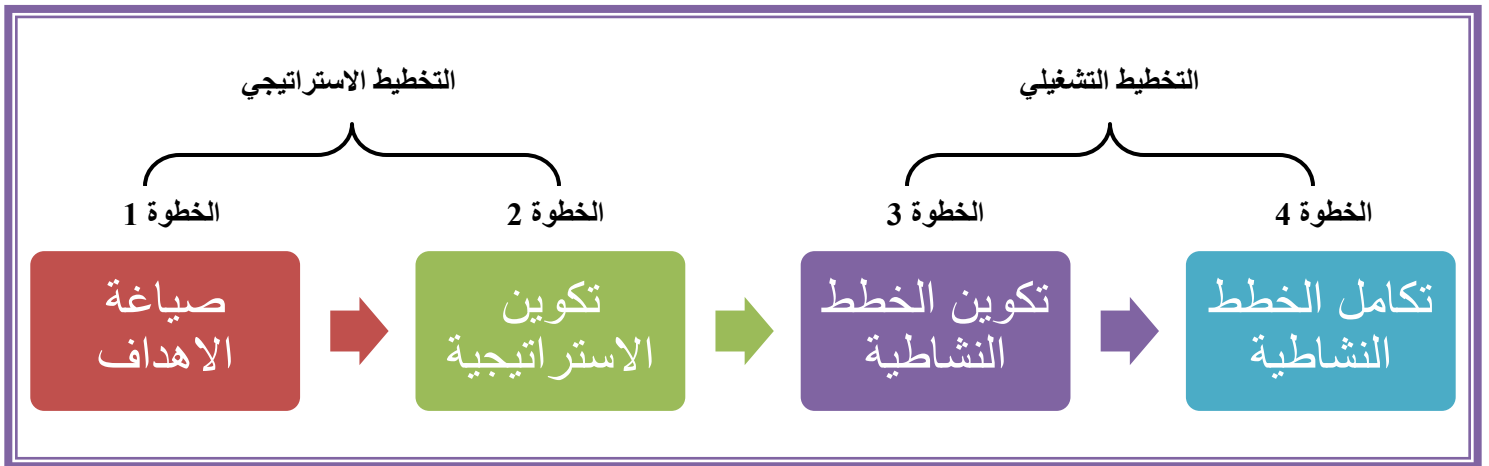 التخطيط الاستراتيجي
التخطيط التشغيلي
الخطوة 1
الخطوة 2
الخطوة 3
الخطوة 4
صياغة
الاهداف
تكوين
الاستراتيجية
تكوين الخطط
النشاطية
تكامل الخطط
النشاطية